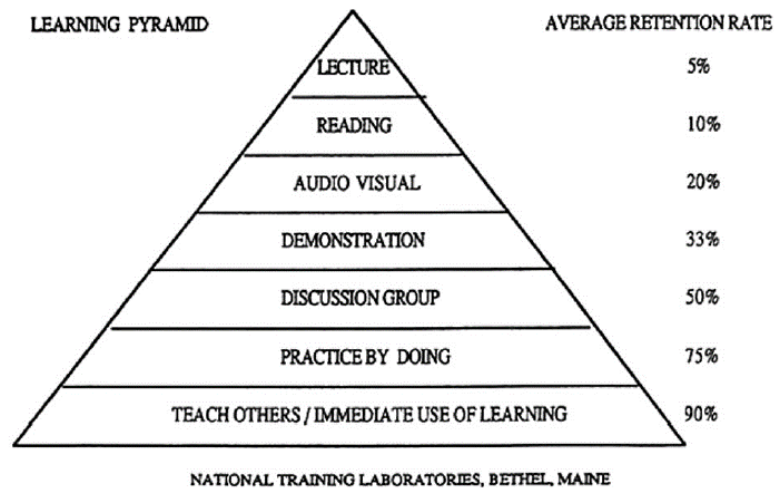 LEARNING PYRAMID AVERAGE RETENTION RATE
LECTURE 5%
READING 10%
AUDIO VISUAL 20%
DEMONSTRATION 33%
DISCUSSION GROUP 50%
PRACTICE BY DOING 75%
TEACH OTHERS / IMMEDIATE USE OF LEARNING 90%
NATIONAL TRAINING LABORATORIES, BETHEL, MAINE